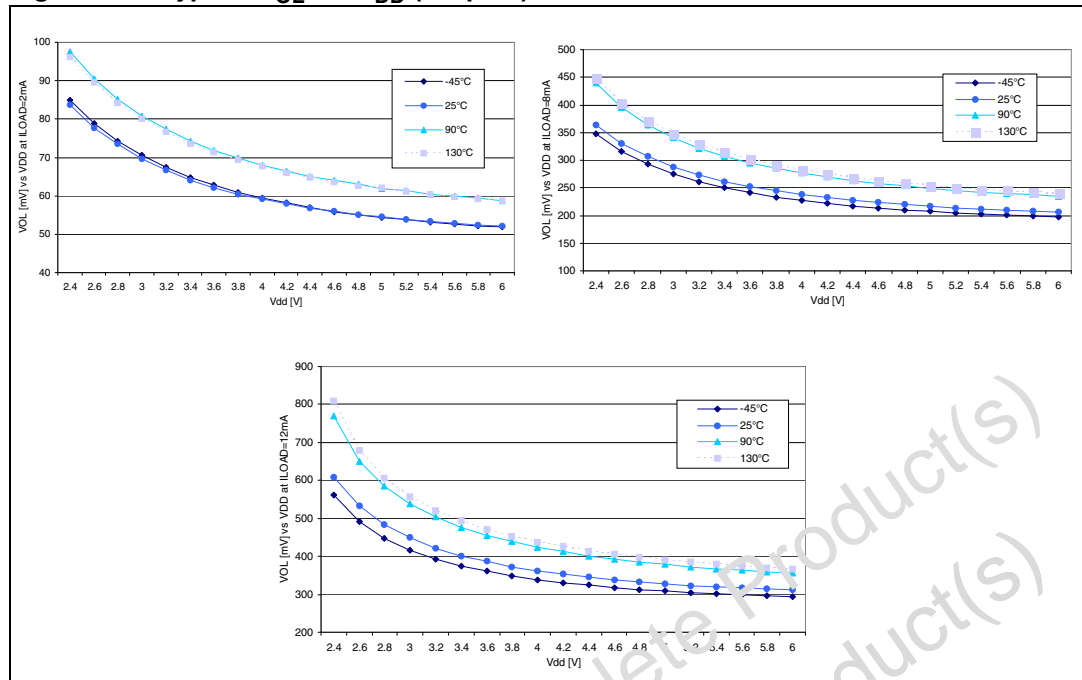 100
90
80
70
60
50
40
VOL [mV] vs VDD at ILOAD=2mA
-45°C
25°C
90°C
130°C
2.4 2.6 2.8 3 3.2 3.4 3.6 3.8 4 4.2 4.4 4.6 4.8 5 5.2 5.4 5.6 5.8 6
Vdd [V]
500
450
400
350
300
250
200
150
100
VOL [mV] vs VDD at ILOAD=8mA
-45°C
25°C
90°C
130°C
2.4 2.6 2.8 3 3.2 3.4 3.6 3.8 4 4.2 4.4 4.6 4.8 5 5.2 5.4 5.6 5.8 6
Vdd [V]
900
800
700
600
500
400
300
200
VOL [mV] vs VDD at ILOAD=12mA
-45°C
25°C
90°C
130°C
2.4 2.6 2.8 3 3.2 3.4 3.6 3.8 4 4.2 4.4 4.6 4.8 5.2 5.4 5.6 5.8 6
Vdd [V]
Product(s)